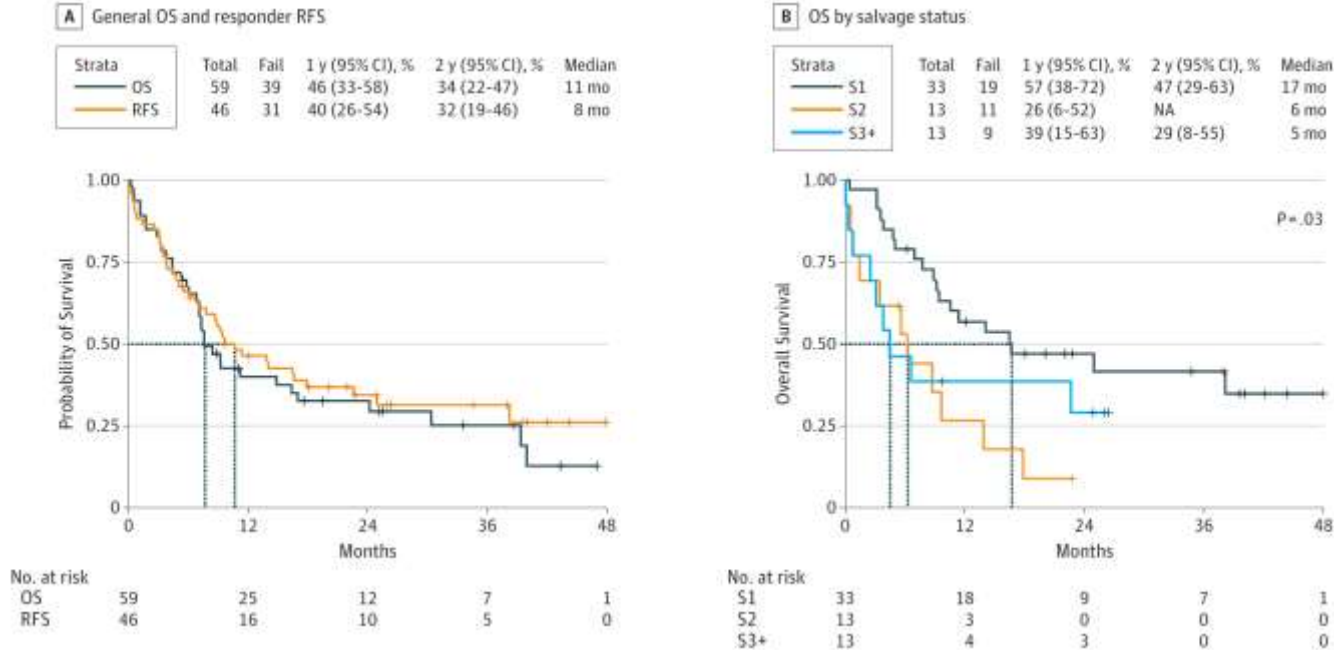 A General OS and responder RFS
Strata Total Fail 1 y (95% CI), % 2 y (95% CI), % Median
OS 59 39 46 (33-58) 34 (22-47) 11 mo
RFS 46 31 40 (26-54) 32 (19-46) 8 mo
1.00
0.75
0.50
0.25
0
Probability of Survival
0 12 24 36 48
Months
No. at risk
OS 59 25 12 7 1
RFS 46 16 10 5 0
B OS by salvage status
Strata Total Fail 1 y (95% CI), % 2 y (95% CI), % Median
S1 33 19 57 (38-72) 47 (29-63) 17 mo
S2 13 11 26 (6-52) NA 6 mo
S3+ 13 9 39 (15-63) 29 (8-55) 5 mo
P=.03
1.00
0.75
0.50
0.25
0
Overall Survival
0 12 24 36 48
Months
No. at risk
S1 33 18 9 7 1
S2 13 3 0 0 0
S3+ 13 4 3 0 0